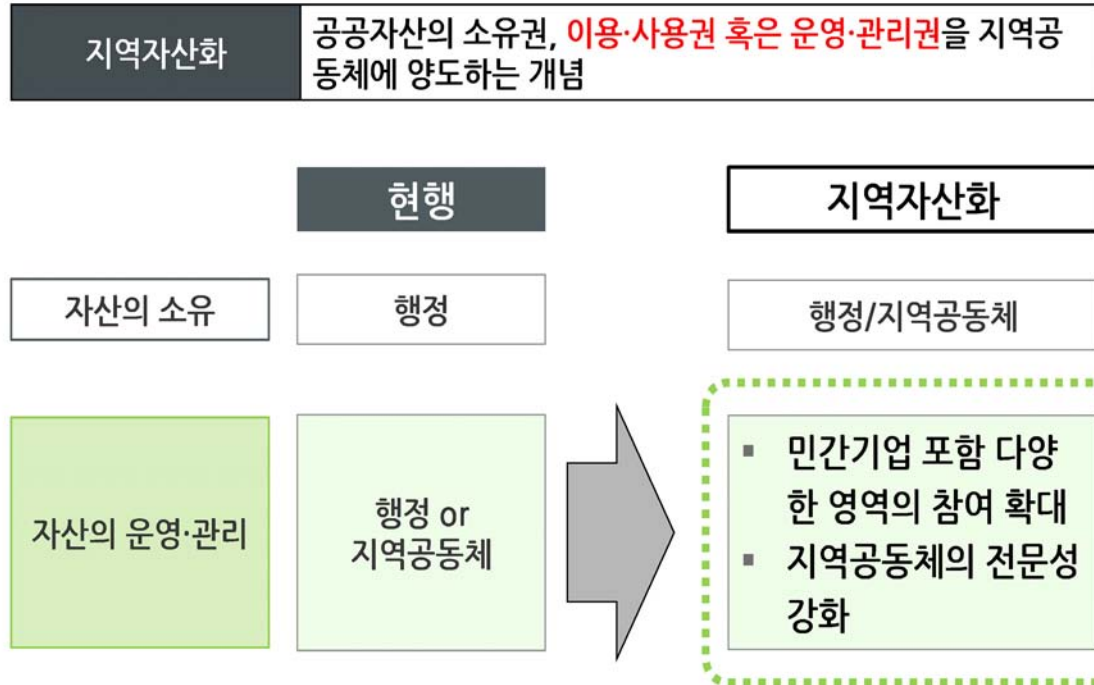 지역자산화
공공자산의 소유권, 이용·사용권 혹은 운영·관리권을 지역공
동체에 양도하는 개념
현행
지역자산화
자산의 소유
행정
행정/지역공동체
자산의 운영·관리
행정 or
지역공동체
▪ 민간기업 포함 다양
한 영역의 참여 확대
▪ 지역공동체의 전문성
강화